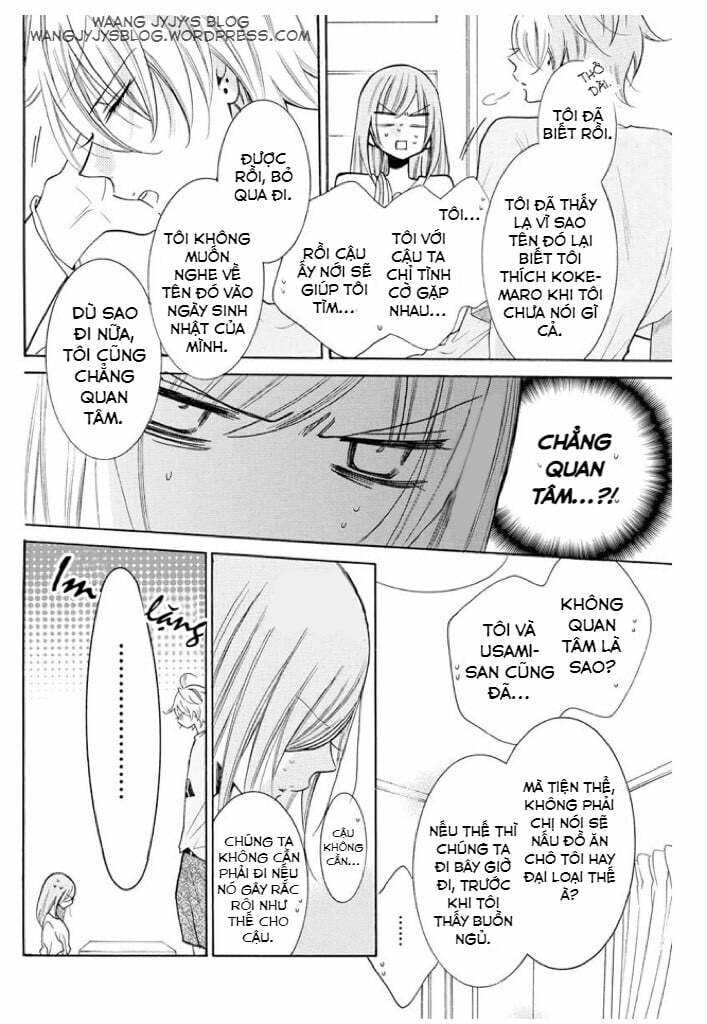 WAANG JYJY'S BLOG
WANGJYJYSBLOG.WORDPRESS.COM
THỞ
DÀI.
TÔI ĐÃ
BIẾT RỒI.
TÔI ĐÃ THẤY
LẠ VÌ SAO
TÊN ĐÓ LẠI
BIẾT TÔI
THÍCH KOKE-
MARO KHI TÔI
CHƯA NÓI GÌ
CẢ.
TÔI...
TÔI VỚI
CẬU TA
CHỈ TÌNH
CỜ GẶP
NHAU...
RỒI CẬU
ẤY NÓI SẼ
GIÚP TÔI
TÌM...
ĐƯỢC
RỒI, BỎ
QUA ĐI.
TÔI KHÔNG
MUỐN
NGHE VỀ
TÊN ĐÓ VÀO
NGÀY SINH
NHẬT CỦA
MÌNH.
DÙ SAO
ĐI NỮA,
TÔI CŨNG
CHẲNG
QUAN
TÂM.
CHẲNG
QUAN
TÂM...?!
KHÔNG
QUAN
TÂM LÀ
SAO?
TÔI VÀ
USAMI-
SAN CŨNG
ĐÃ...
MÀ TIỆN THỂ,
KHÔNG PHẢI
CHỊ NÓI SẼ
NẤU ĐỒ ĂN
CHÔ TÔI HAY
ĐẠI LOẠI THẾ
À?
NẾU THẾ THÌ
CHÚNG TA
ĐI BÂY GIỜ
ĐI, TRƯỚC
KHI TÔI
THẤY BUỒN
NGỦ.
......
CẬU
KHÔNG
CẦN...
CHÚNG TA
KHÔNG CẦN
PHẢI ĐI NẾU
NÓ GÂY RẮC
RỐI NHƯ
THẾ CHO
CẬU.
Im lặng
............